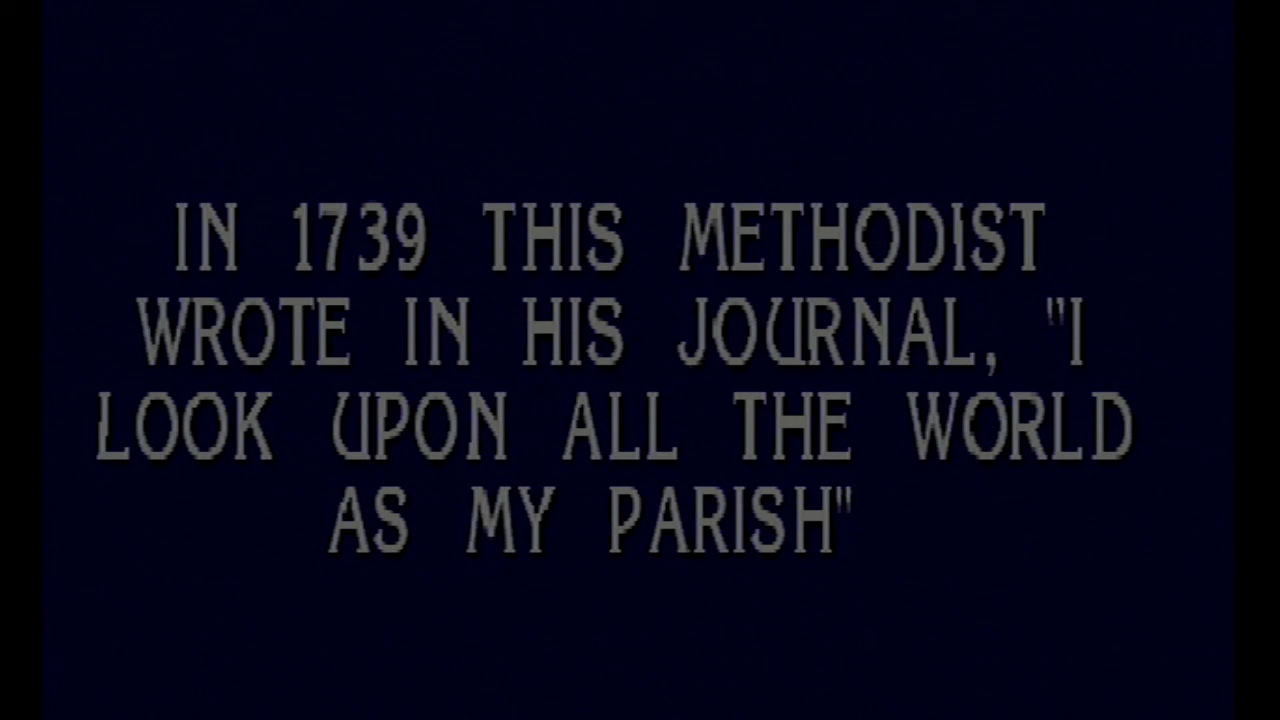 IN 1739 THIS METHODIST
WROTE IN HIS JOURNAL, "I
LOOK UPON ALL THE WORLD
AS MY PARISH"